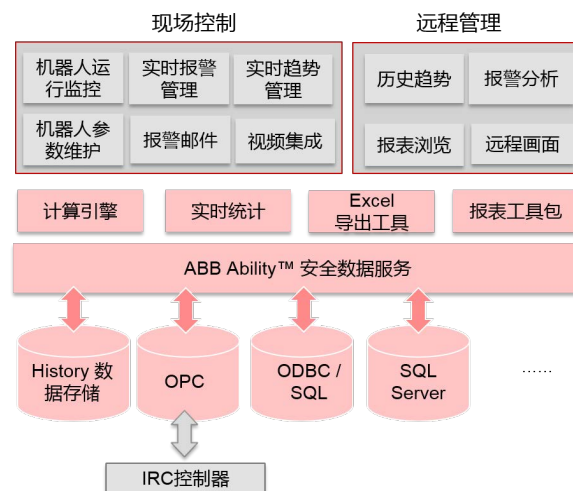 现场控制
远程管理
机器人运
行监控
实时报警
管理
实时趋势
管理
历史趋势
报警分析
机器人参
数维护
报警邮件
视频集成
报表浏览
远程画面
计算引擎
实时统计
Excel
导出工具
报表工具包
ABB Ability™ 安全数据服务
History 数
据存储
OPC
ODBC /
SQL
SQL
Server
……
IRC控制器